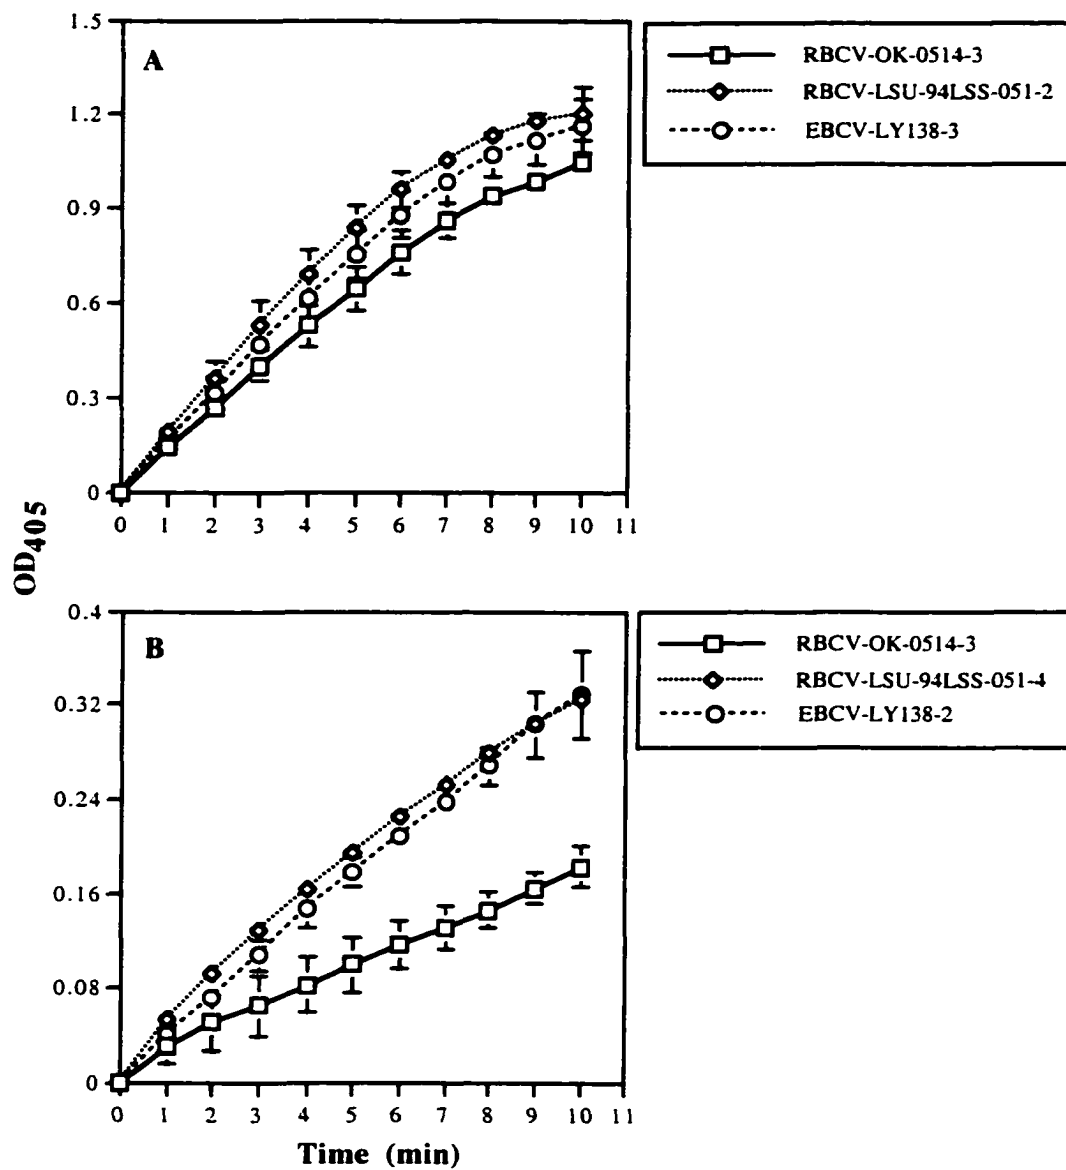 1.5
A
RBCV-OK-0514-3
RBCV-LSU-94LSS-051-2
EBCV-LY138-3
1.2
0.9
0.6
0.3
0
0 1 2 3 4 5 6 7 8 9 10 11
OD405
0.4
B
RBCV-OK-0514-3
RBCV-LSU-94LSS-051-4
EBCV-LY138-2
0.32
0.24
0.16
0.08
0
0 1 2 3 4 5 6 7 8 9 10 11
Time (min)